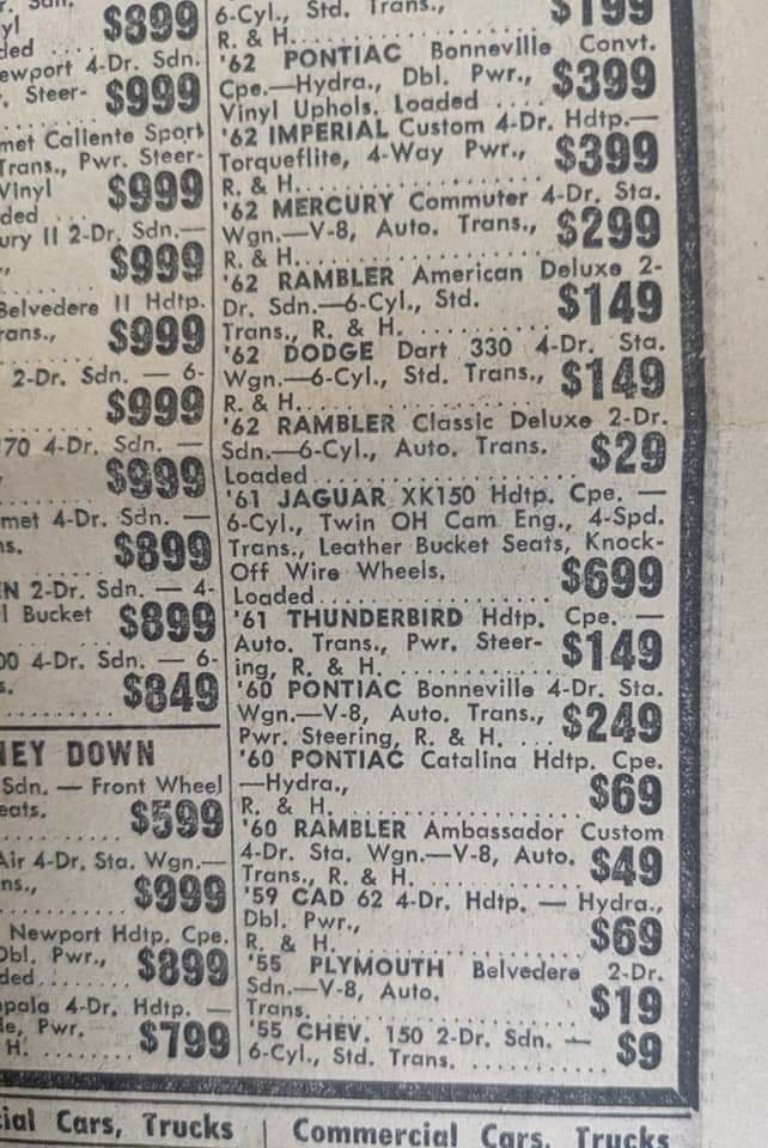 yl
ded .... $899
ewport 4-Dr. Sdn.
. Steer- $999
met Caliente Sport
Trans., Pwr. Steer-
Vinyl $999
ded ...
ury II 2-Dr. Sdn.—
$999
Belvedere II Hdtp.
rans., $999
2-Dr. Sdn. — 6-
$999
70 4-Dr. Sdn. —
$999
met 4-Dr. Sdn. —
ns. $899
EN 2-Dr. Sdn. — 4-
l Bucket $899
00 4-Dr. Sdn. — 6-
s. $849
NEY DOWN
Sdn. — Front Wheel
eats. $599
Air 4-Dr. Sta. Wgn.—
ns., $999
Newport Hdtp. Cpe.
Dbl. Pwr., $899
ded........
pala 4-Dr. Hdtp. —
le, Pwr. $799
H. ........
6-Cyl., Std. Trans., $199
R. & H.
'62 PONTIAC Bonneville Convt.
Cpe.—Hydra., Dbl. Pwr., $399
Vinyl Uphols. Loaded ....
'62 IMPERIAL Custom 4-Dr. Hdtp.—
Torqueflite, 4-Way Pwr., $399
R. & H.
'62 MERCURY Commuter 4-Dr. Sta.
Wgn.—V-8, Auto. Trans., $299
R. & H.
'62 RAMBLER American Deluxe 2-
Dr. Sdn.—6-Cyl., Std. $149
Trans., R. & H. ..........
'62 DODGE Dart 330 4-Dr. Sta.
Wgn.—6-Cyl., Std. Trans., $149
R. & H.
'62 RAMBLER Classic Deluxe 2-Dr.
Sdn.—6-Cyl., Auto. Trans. $29
Loaded ....................
'61 JAGUAR XK150 Hdtp. Cpe. —
6-Cyl., Twin OH Cam Eng., 4-Spd.
Trans., Leather Bucket Seats, Knock-
Off Wire Wheels. $699
Loaded..................
'61 THUNDERBIRD Hdtp. Cpe. —
Auto. Trans., Pwr. Steer- $149
ing, R. & H. ............
'60 PONTIAC Bonneville 4-Dr. Sta.
Wgn.—V-8, Auto. Trans., $249
Pwr. Steering, R. & H. ...
'60 PONTIAC Catalina Hdtp. Cpe.
—Hydra., $69
R. & H. ..................
'60 RAMBLER Ambassador Custom
4-Dr. Sta. Wgn.—V-8, Auto. $49
Trans., R. & H. ............
'59 CAD 62 4-Dr. Hdtp. — Hydra.,
Dbl. Pwr., $69
R. & H. ..................
'55 PLYMOUTH Belvedere 2-Dr.
Sdn.—V-8, Auto. $19
Trans. ....................
'55 CHEV. 150 2-Dr. Sdn. —
6-Cyl., Std. Trans. ........... $9
ial Cars, Trucks | Commercial Cars, Trucks